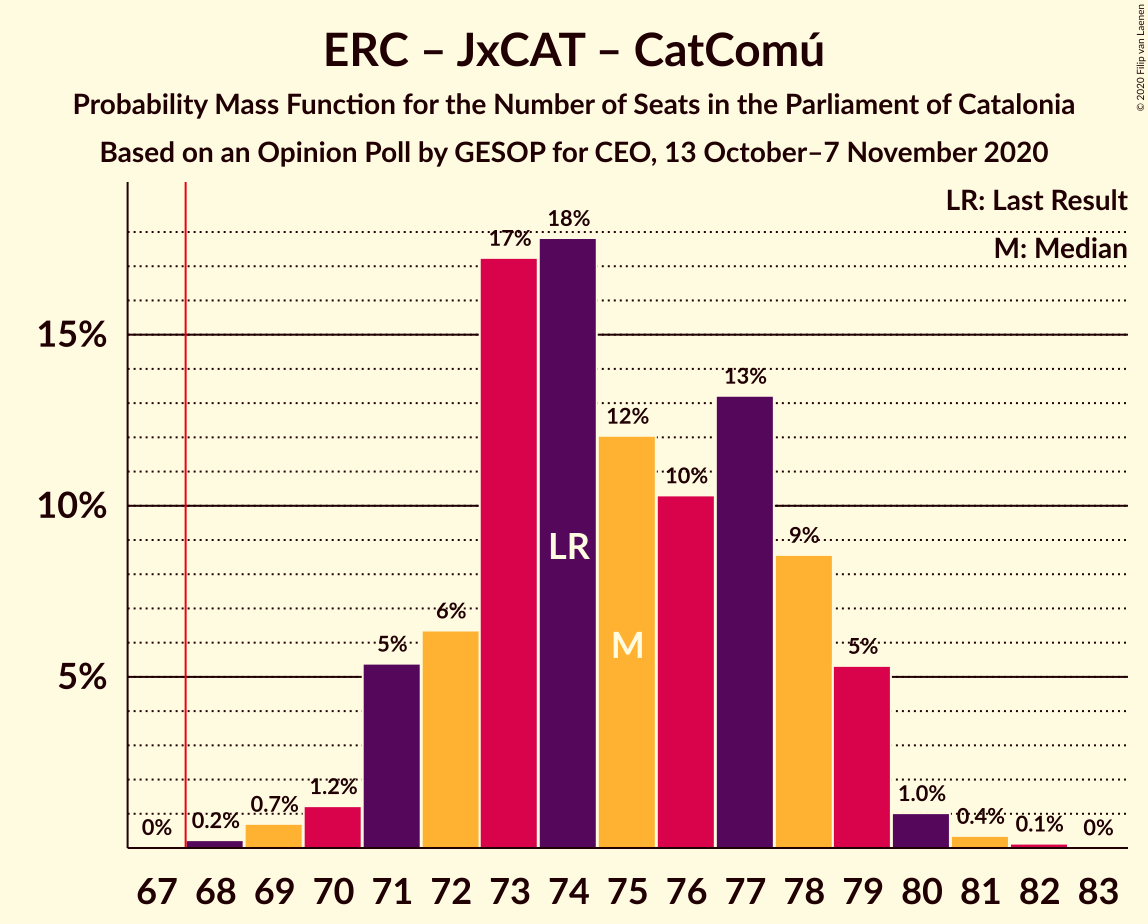 ERC – JxCAT – CatComú
Probability Mass Function for the Number of Seats in the Parliament of Catalonia
Based on an Opinion Poll by GESOP for CEO, 13 October–7 November 2020
© 2020 Filip van Laenen
LR: Last Result
M: Median
15%
10%
5%
0%
0.2%
0.7%
1.2%
5%
6%
17%
18%
12%
10%
13%
9%
5%
1.0%
0.4%
0.1%
0%
LR
M
67 68 69 70 71 72 73 74 75 76 77 78 79 80 81 82 83